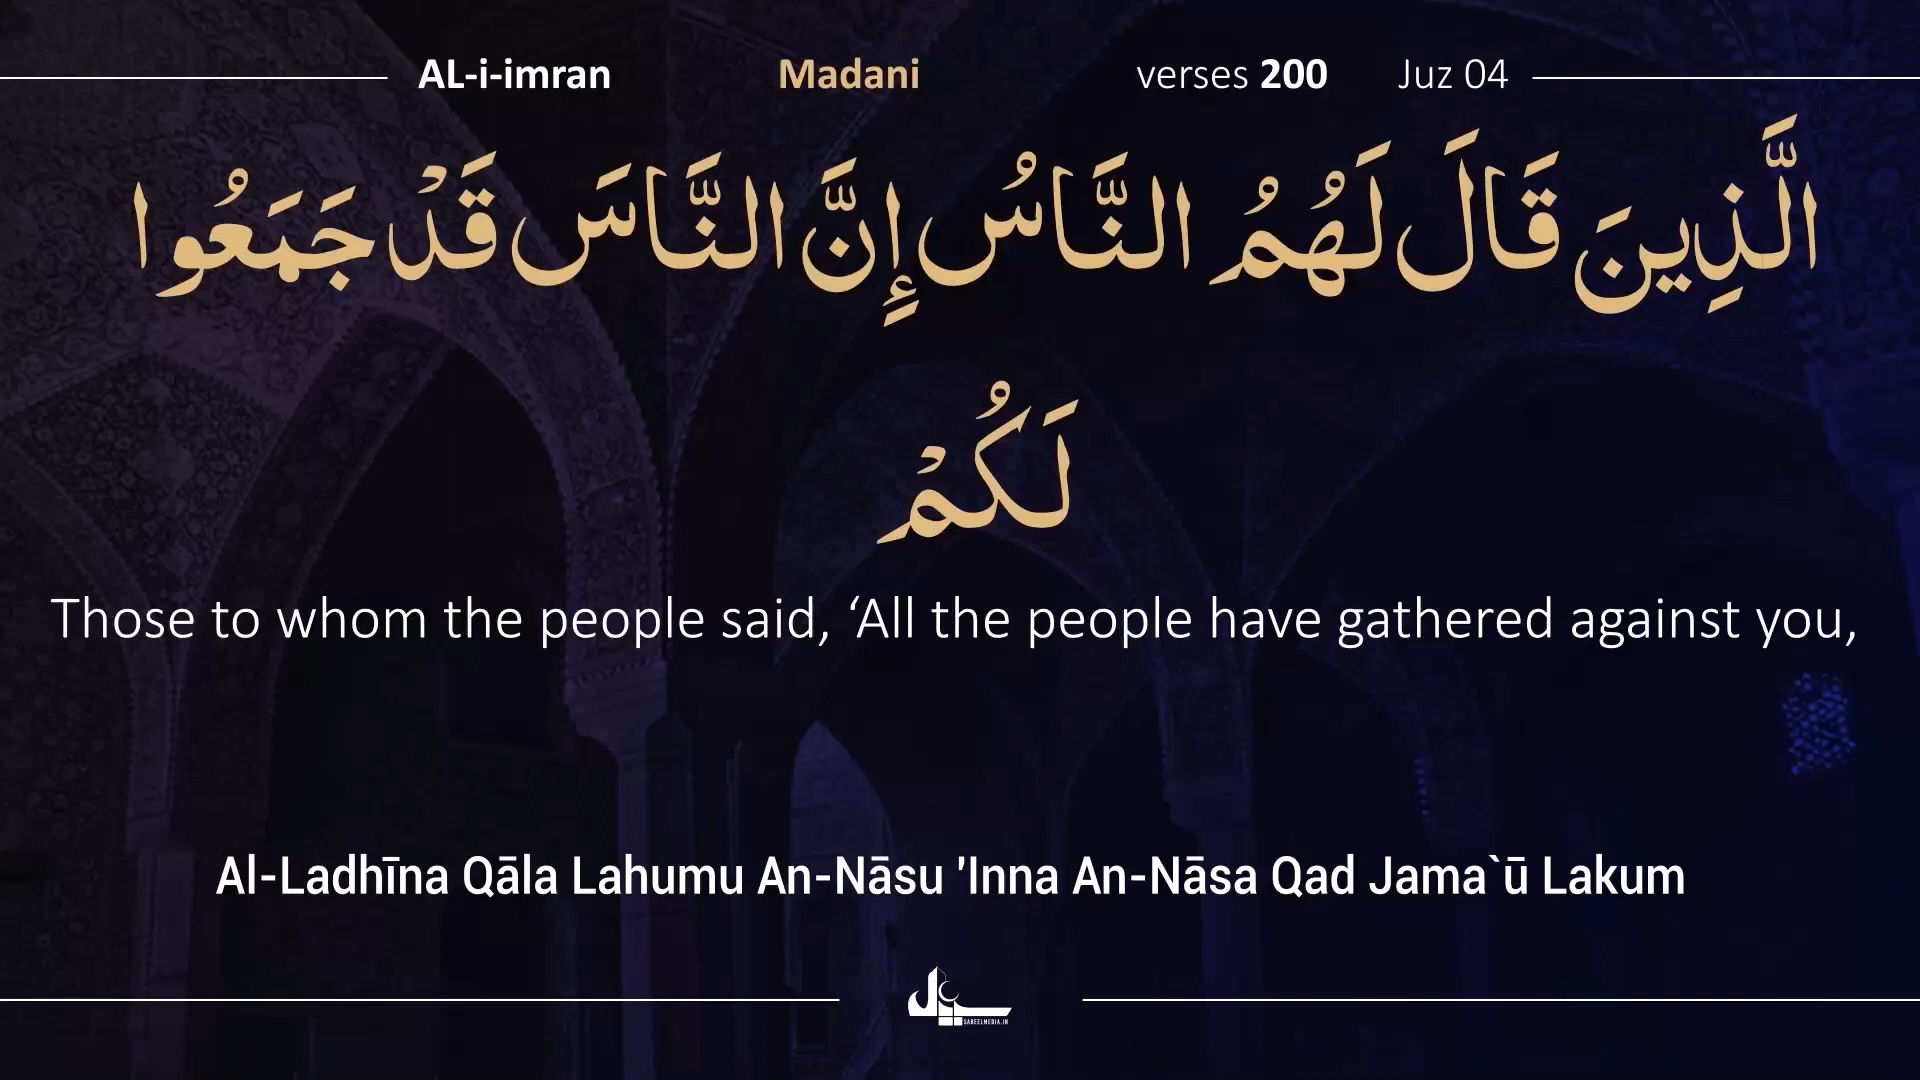 AL-i-imran Madani verses 200 Juz 04
الَّذِينَ قَالَ لَهُمُ النَّاسُ إِنَّ النَّاسَ قَدْ جَمَعُوا
لَكُمْ
Those to whom the people said, ‘All the people have gathered against you,
Al-Ladhīna Qāla Lahumu An-Nāsu 'Inna An-Nāsa Qad Jama`ū Lakum
SABEELMEDIA.IN